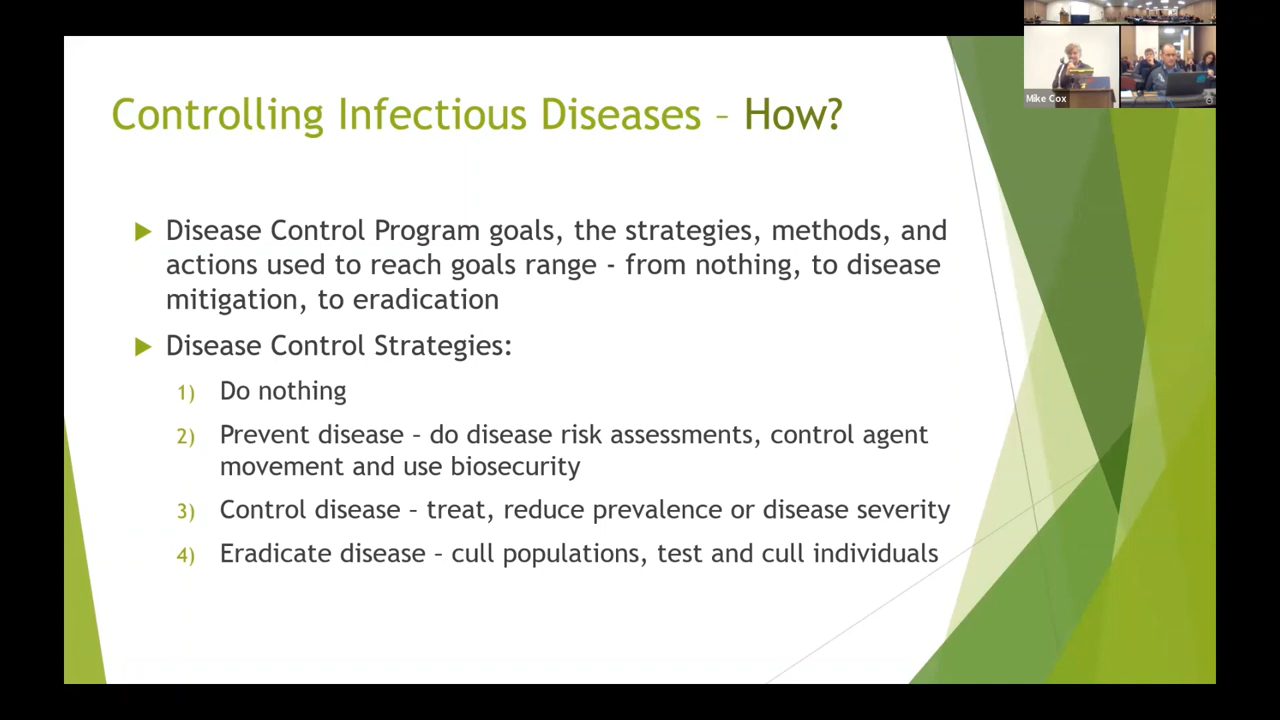 Mike Cox
Controlling Infectious Diseases – How?
Disease Control Program goals, the strategies, methods, and
actions used to reach goals range - from nothing, to disease
mitigation, to eradication
Disease Control Strategies:
1) Do nothing
2) Prevent disease – do disease risk assessments, control agent
movement and use biosecurity
3) Control disease – treat, reduce prevalence or disease severity
4) Eradicate disease – cull populations, test and cull individuals